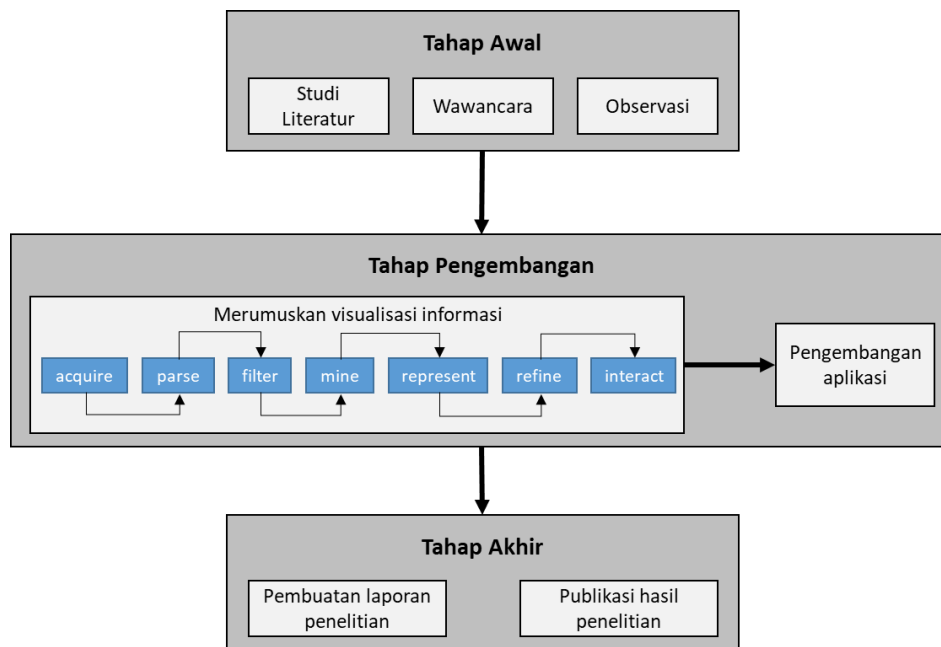 Tahap Awal
Studi
Literatur
Wawancara
Observasi
Tahap Pengembangan
Merumuskan visualisasi informasi
acquire
parse
filter
mine
represent
refine
interact
Pengembangan
aplikasi
Tahap Akhir
Pembuatan laporan
penelitian
Publikasi hasil
penelitian